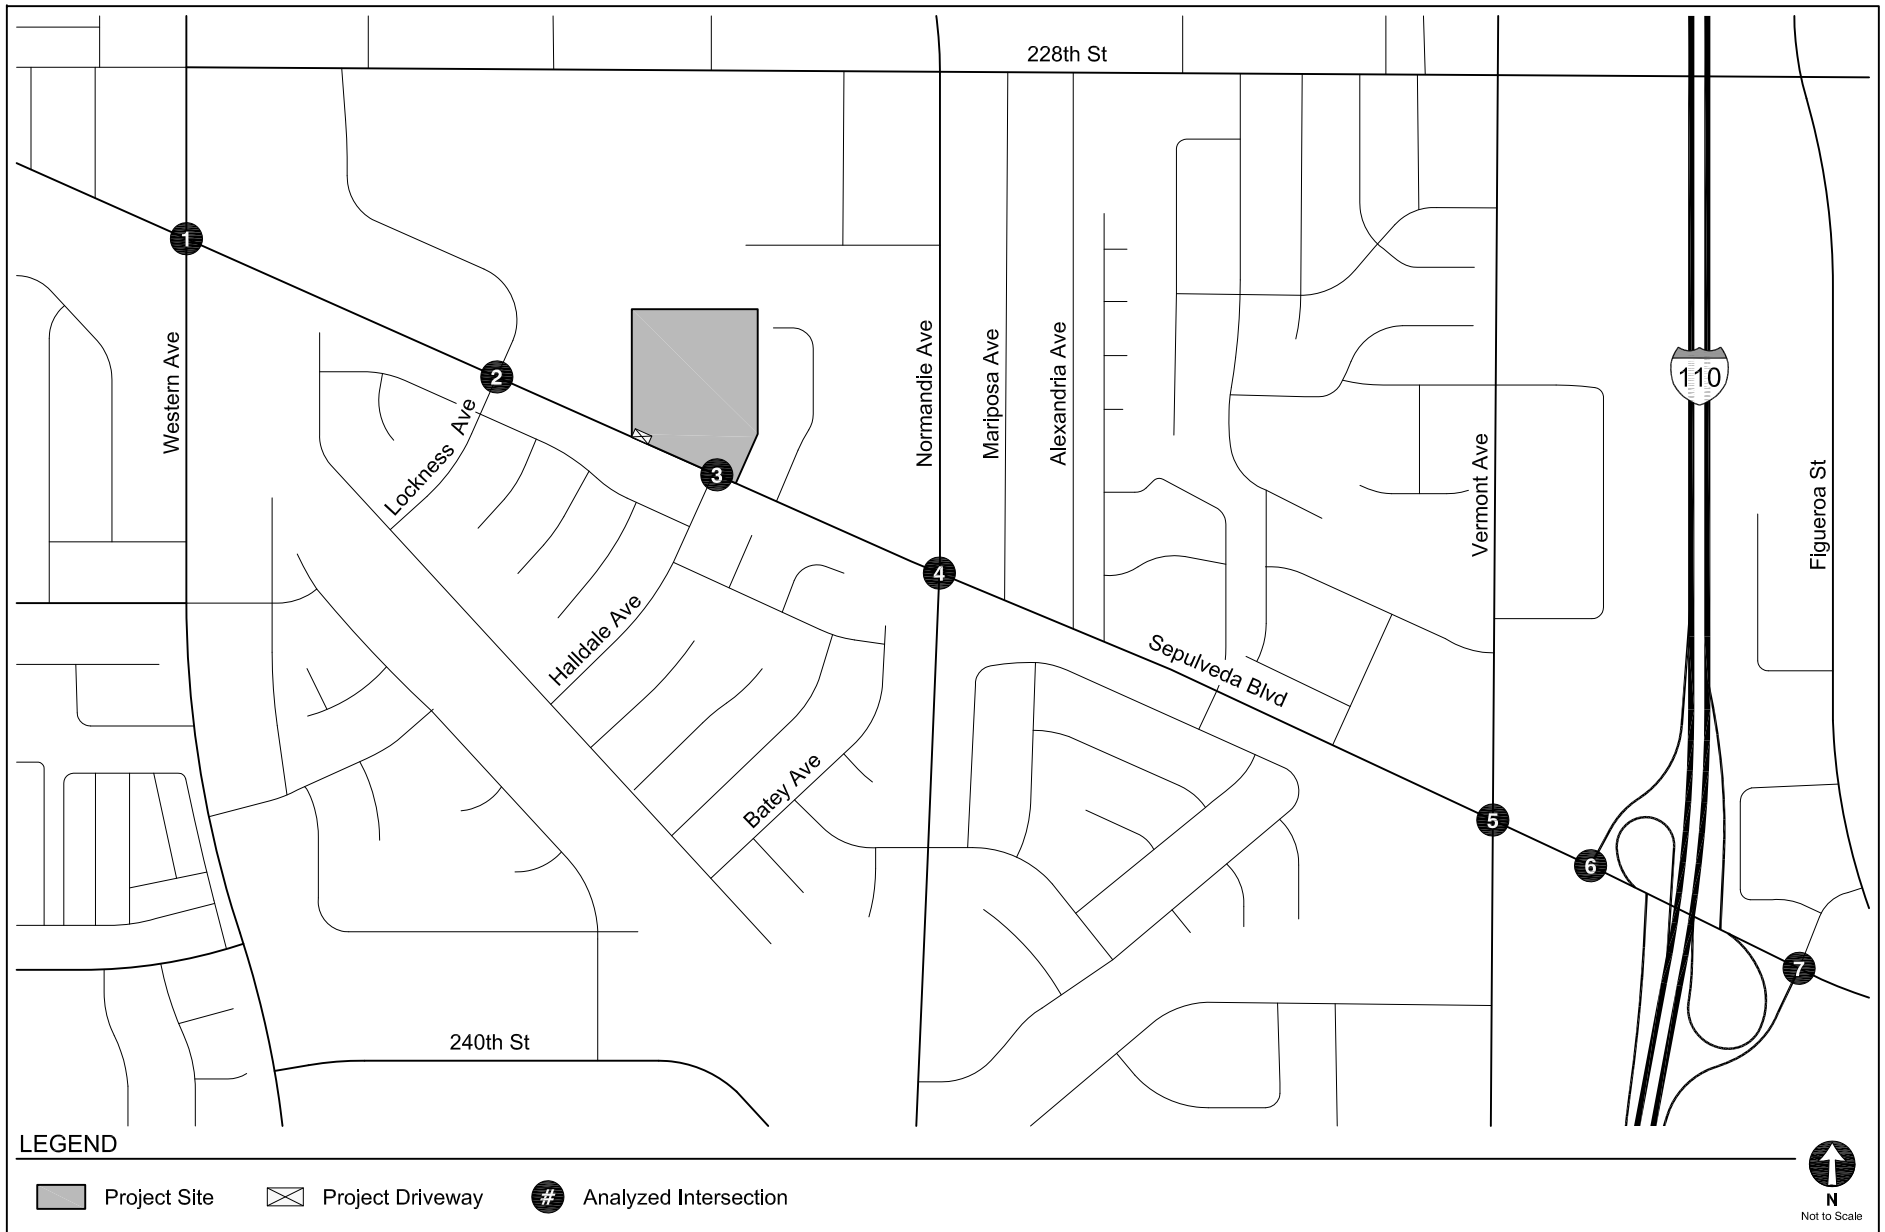 228th St
1
Western Ave
2
Lockness Ave
3
Halldale Ave
Batey Ave
Normandie Ave
4
Mariposa Ave
Alexandria Ave
Sepulveda Blvd
Vermont Ave
5
6
110
Figueroa St
7
240th St
LEGEND
Project Site
Project Driveway
# Analyzed Intersection
N
Not to Scale